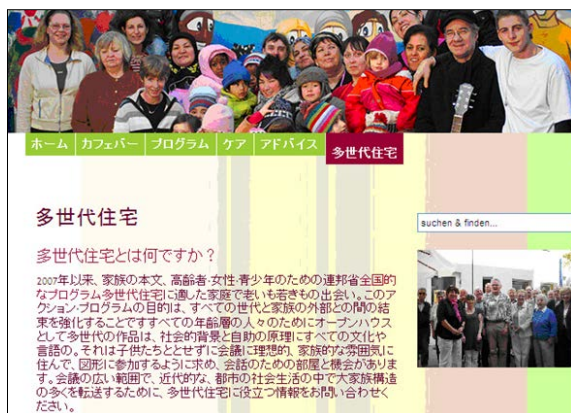 ホーム カフェバー プログラム ケア アドバイス 多世代住宅
多世代住宅
suchen & finden...
多世代住宅とは何ですか？
2007年以来、家族の本文、高齢者·女性·青少年のための連邦省全国的
なプログラム多世代住宅に適した家庭で老いも若きもの出会い。このア
クション·プログラムの目的は、すべての世代と家族の外部との間の結
束を強化することですすべての年齢層の人々のためにオープンハウス
として多世代の作品は、社会的背景と自助の原理にすべての文化や
言語の。それは子供たちととせずに会議に理想的、家族的な雰囲気に
住んで、図形に参加するように求め、会話のための部屋と機会がありま
す。会議の広い範囲で、近代的な、都市の社会生活の中で大家族構造
の多くを転送するために、多世代住宅に役立つ情報をお問い合わせく
ださい。